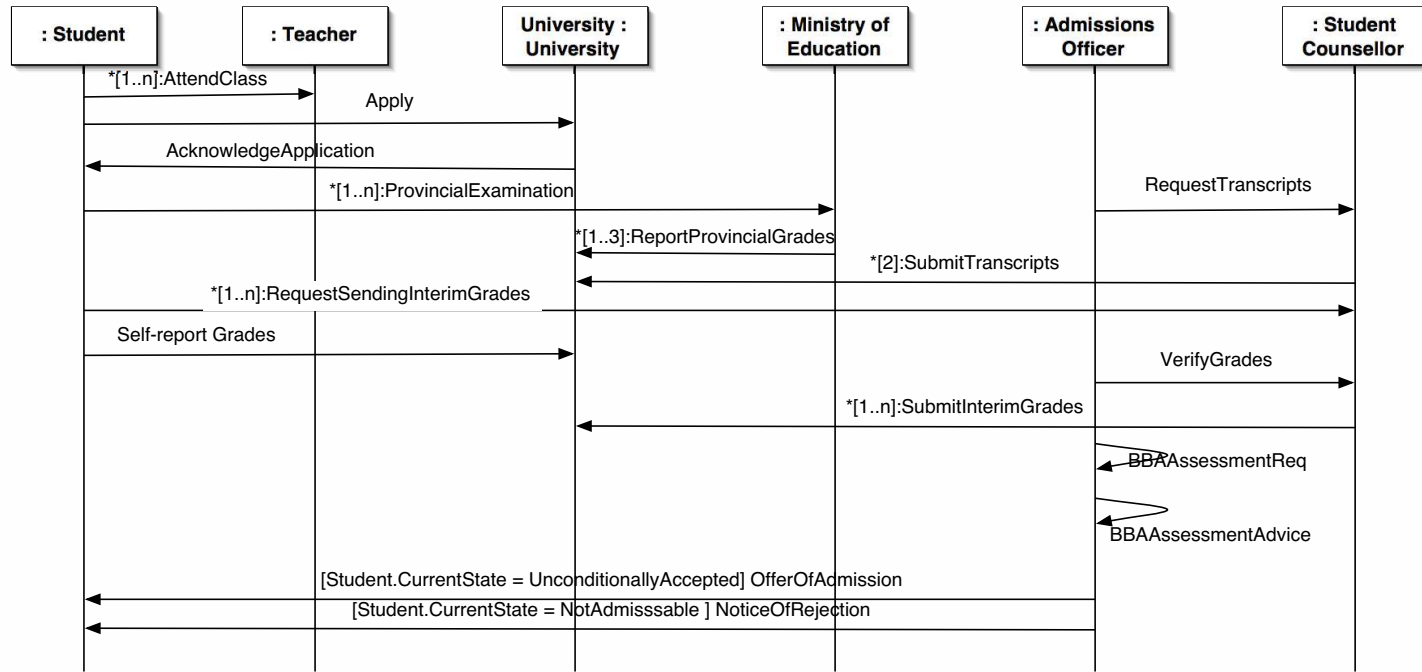 : Student
: Teacher
University :
University
: Ministry of
Education
: Admissions
Officer
: Student
Counsellor
*[1..n]:AttendClass
Apply
AcknowledgeApplication
*[1..n]:ProvincialExamination
RequestTranscripts
*[1..3]:ReportProvincialGrades
*[2]:SubmitTranscripts
*[1..n]:RequestSendingInterimGrades
Self-report Grades
VerifyGrades
*[1..n]:SubmitInterimGrades
BBAAssessmentReq
BBAAssessmentAdvice
[Student.CurrentState = UnconditionallyAccepted] OfferOfAdmission
[Student.CurrentState = NotAdmisssable ] NoticeOfRejection